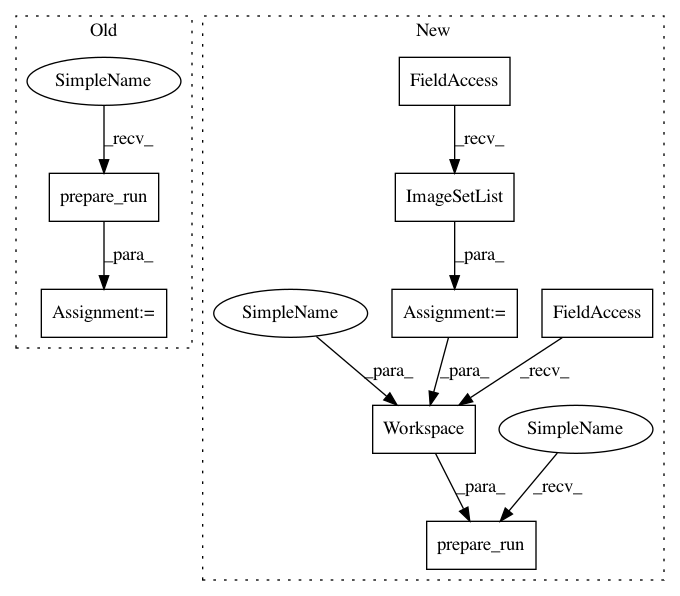 Old
New
SimpleName
FieldAccess
_recv_
_recv_
prepare_run
ImageSetList
_para_
_para_
Assignment:=
SimpleName
Assignment:=
FieldAccess
_para_
_para_
_recv_
Workspace
SimpleName
_para_
_recv_
prepare_run